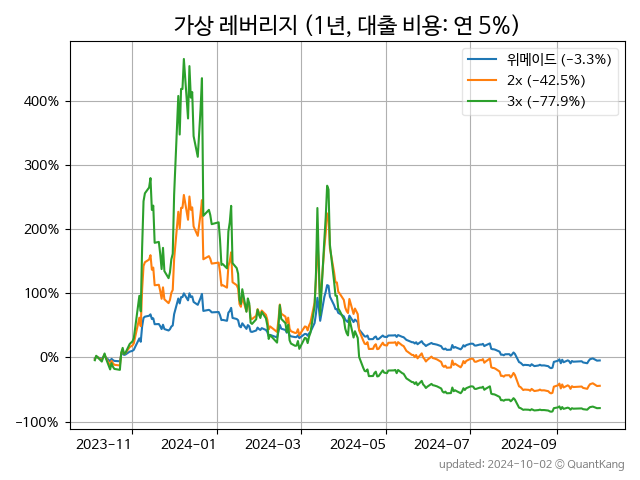 가상 레버리지 (1년, 대출 비용: 연 5%)
위메이드 (−3.3%)
2x (−42.5%)
3x (−77.9%)
400%
300%
200%
100%
0%
−100%
2023-11 2024-01 2024-03 2024-05 2024-07 2024-09
updated: 2024-10-02 © QuantKang